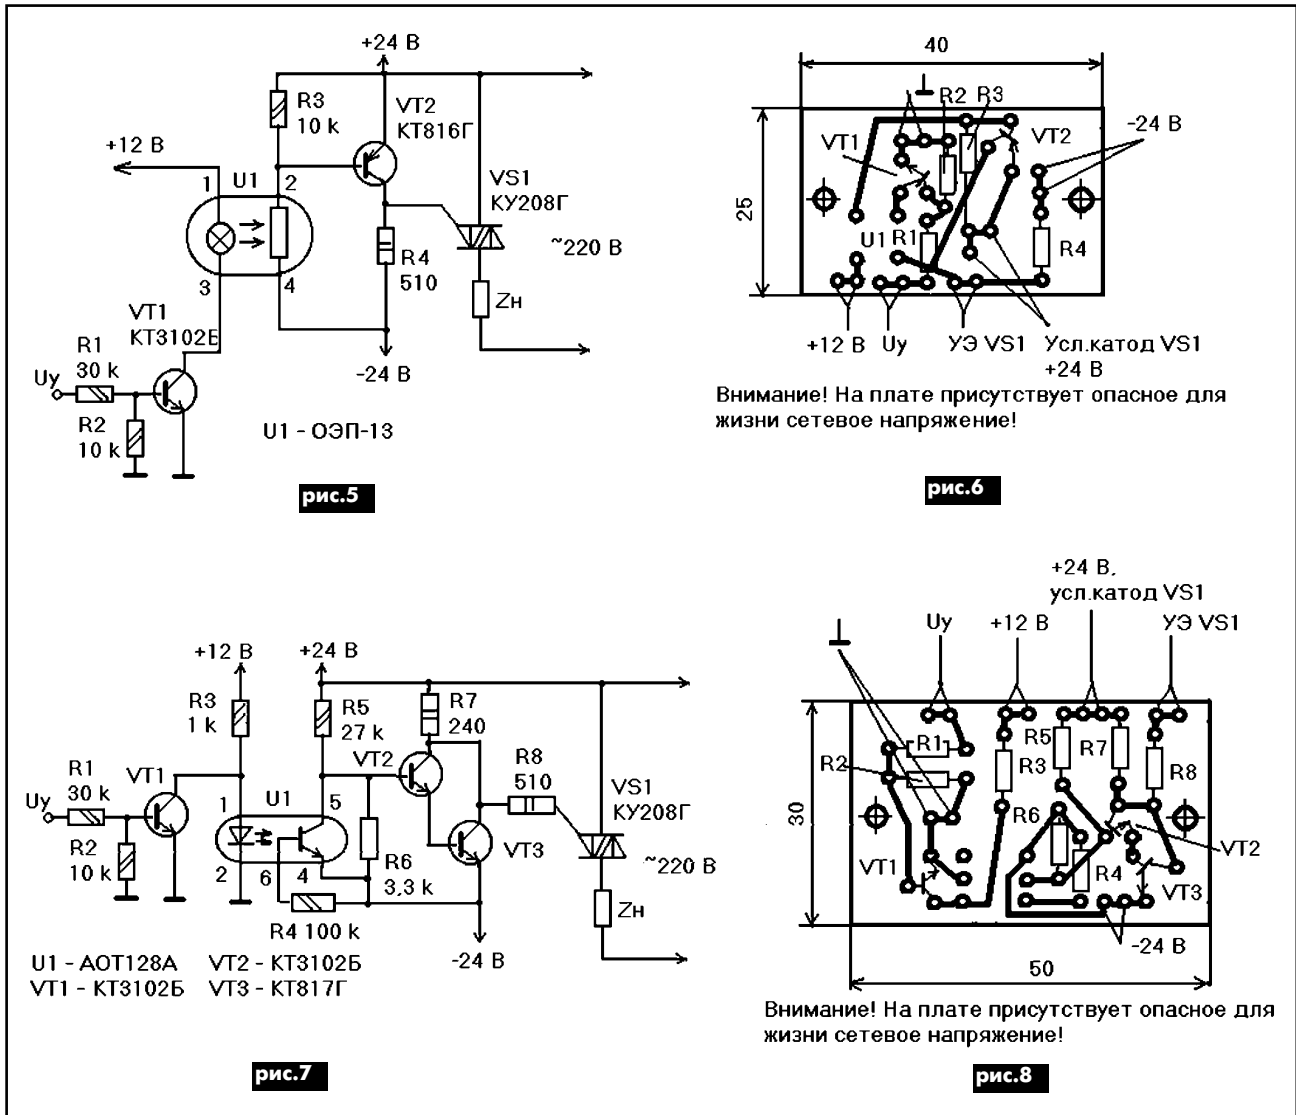 +24 В
R3
10 k
VT2
КТ816Г
+12 В
1
U1
2
VS1
КУ208Г
~220 В
R4
510
3
4
Zн
VT1
КТ3102Б
R1
30 k
Uу
-24 В
R2
10 k
U1 - ОЭП-13
рис.5
40
R2
R3
VT1
VT2
-24 В
25
U1
R1
R4
+12 В
Uу
УЭ VS1
Усл.катод VS1
+24 В
Внимание! На плате присутствует опасное для
жизни сетевое напряжение!
рис.6
+12 В
+24 В
R3
1 k
R5
27 k
R7
240
VT2
R8
510
VS1
КУ208Г
R1
30 k
VT1
Uу
1
U1
5
R2
10 k
2
6
4
R6
3,3 k
VT3
~220 В
Zн
R4 100 k
-24 В
U1 - АОТ128А
VT2 - КТ3102Б
VT1 - КТ3102Б
VT3 - КТ817Г
рис.7
+24 В,
усл.катод VS1
Uу
+12 В
УЭ VS1
R1
R5
R7
R2
R3
R8
30
R6
VT2
VT1
R4
VT3
-24 В
50
Внимание! На плате присутствует опасное для
жизни сетевое напряжение!
рис.8